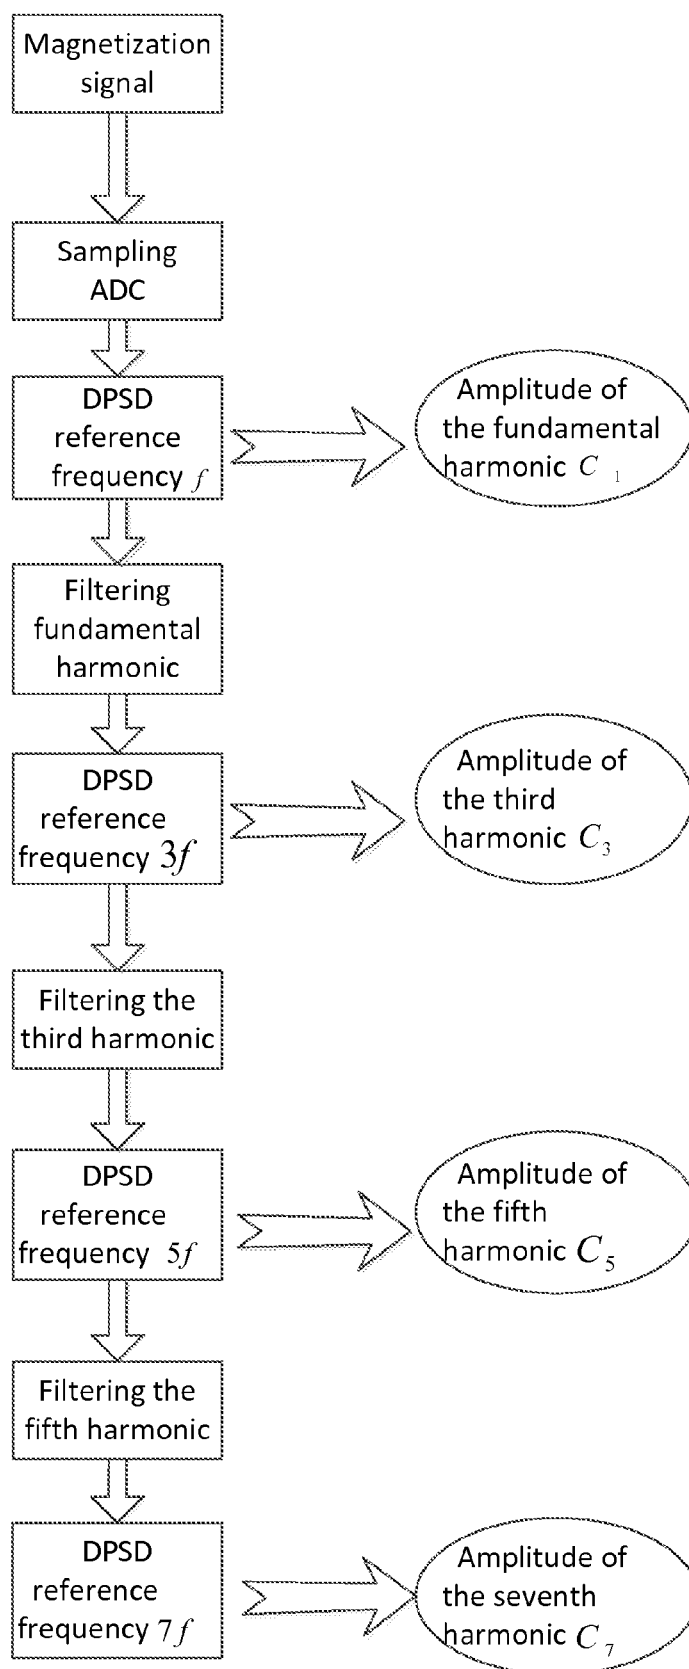 Magnetization
signal
Sampling
ADC
DPSD
reference
frequency f
Amplitude of
the fundamental
harmonic C 1
Filtering
fundamental
harmonic
DPSD
reference
frequency 3f
Amplitude of
the third
harmonic C3
Filtering the
third harmonic
DPSD
reference
frequency 5f
Amplitude of
the fifth
harmonic C5
Filtering the
fifth harmonic
DPSD
reference
frequency 7f
Amplitude of
the seventh
harmonic C7